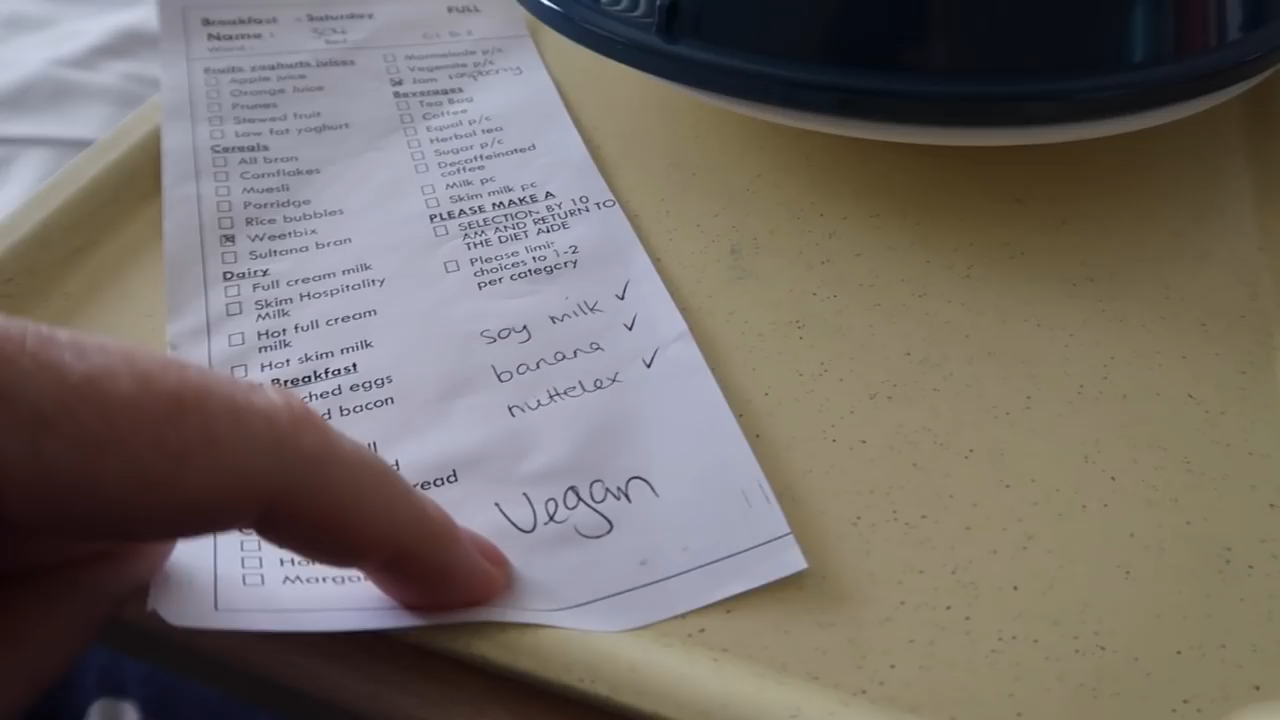 Breakfast - Saturday
FULL
Name :
Fruits yoghurts juices
Apple juice
Orange Juice
Prunes
Stewed fruit
Low fat yoghurt
Cereals
All bran
Cornflakes
Muesli
Porridge
Rice bubbles
Weetbix
Sultana bran
Dairy
Full cream milk
Skim Hospitality
Milk
Hot full cream
milk
Hot skim milk
Breakfast
ched eggs
d bacon
ll
d
read
Ho
Marga
Marmelade p/c
Vegemite p/c
Jam raspberry
Beverages
Tea Bag
Coffee
Equal p/c
Herbal tea
Sugar p/c
Decaffeinated
coffee
Milk pc
Skim milk pc
PLEASE MAKE A
SELECTION BY 10
AM AND RETURN TO
THE DIET AIDE
Please limit
choices to 1-2
per category
soy milk ✓
banana ✓
nuttelex ✓
Vegan